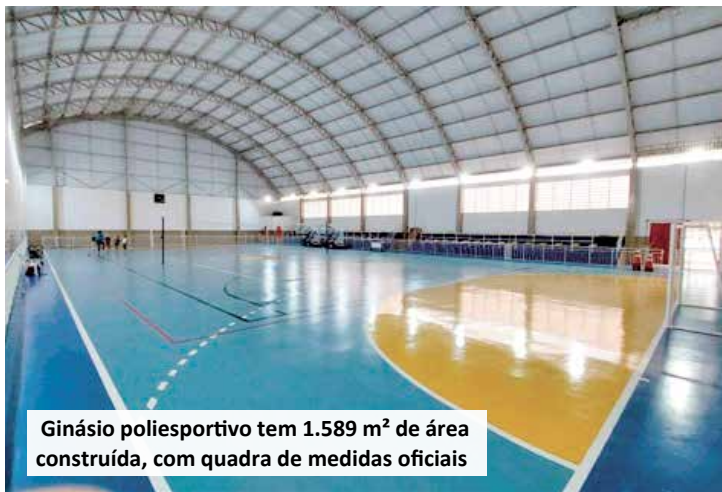 Ginásio poliesportivo tem 1.589 m² de área
construída, com quadra de medidas oficiais